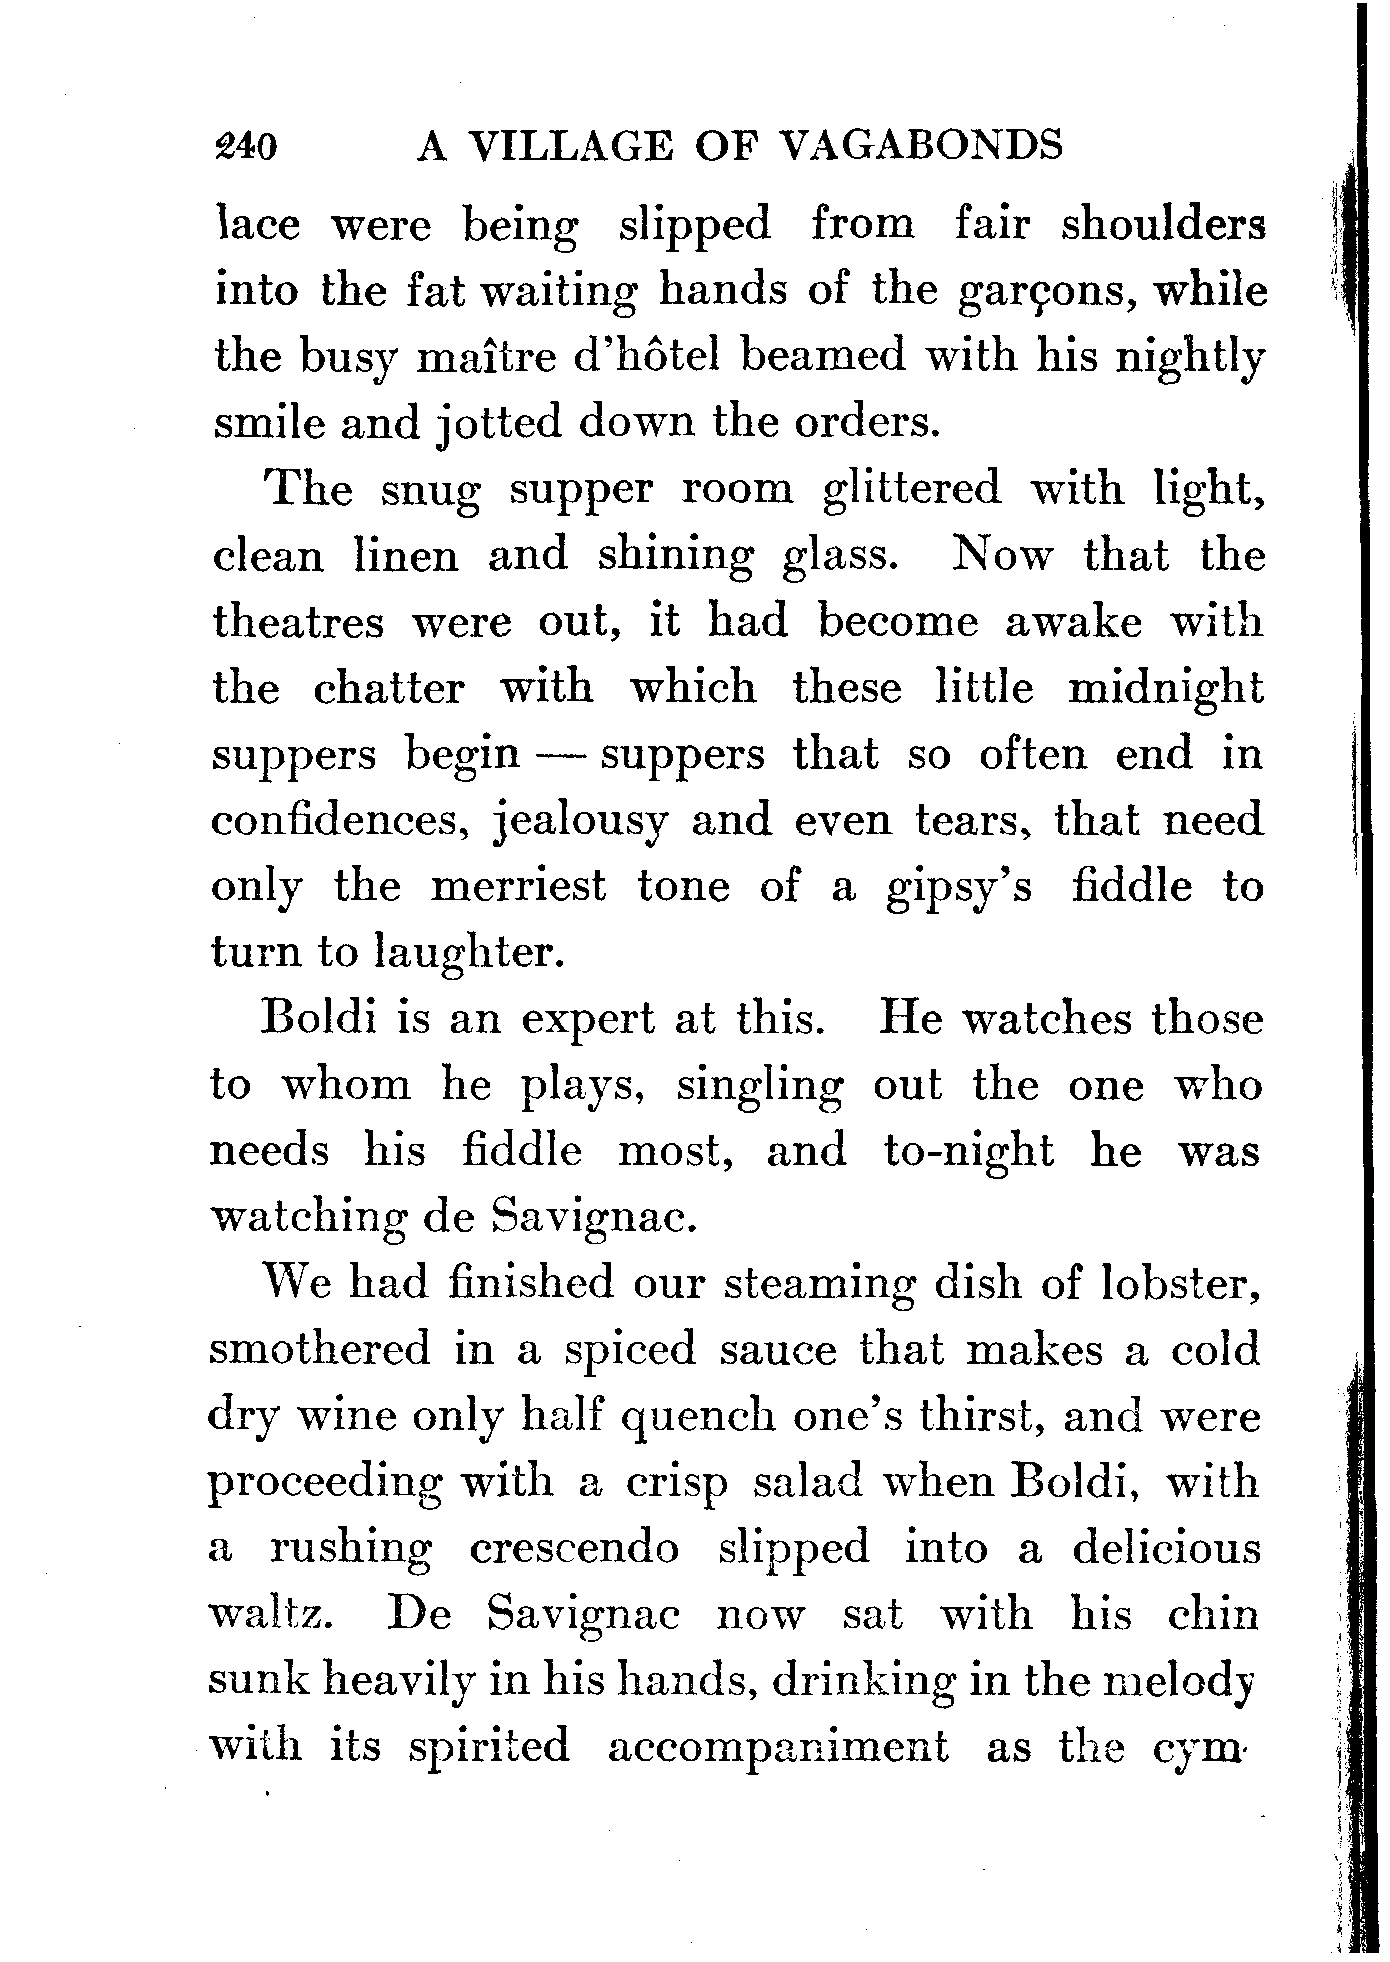 240 A VILLAGE OF VAGABONDS
lace were being slipped from fair shoulders
into the fat waiting hands of the garçons, while
the busy maître d'hôtel beamed with his nightly
smile and jotted down the orders.
The snug supper room glittered with light,
clean linen and shining glass. Now that the
theatres were out, it had become awake with
the chatter with which these little midnight
suppers begin — suppers that so often end in
confidences, jealousy and even tears, that need
only the merriest tone of a gipsy's fiddle to
turn to laughter.
Boldi is an expert at this. He watches those
to whom he plays, singling out the one who
needs his fiddle most, and to-night he was
watching de Savignac.
We had finished our steaming dish of lobster,
smothered in a spiced sauce that makes a cold
dry wine only half quench one's thirst, and were
proceeding with a crisp salad when Boldi, with
a rushing crescendo slipped into a delicious
waltz. De Savignac now sat with his chin
sunk heavily in his hands, drinking in the melody
with its spirited accompaniment as the cym-